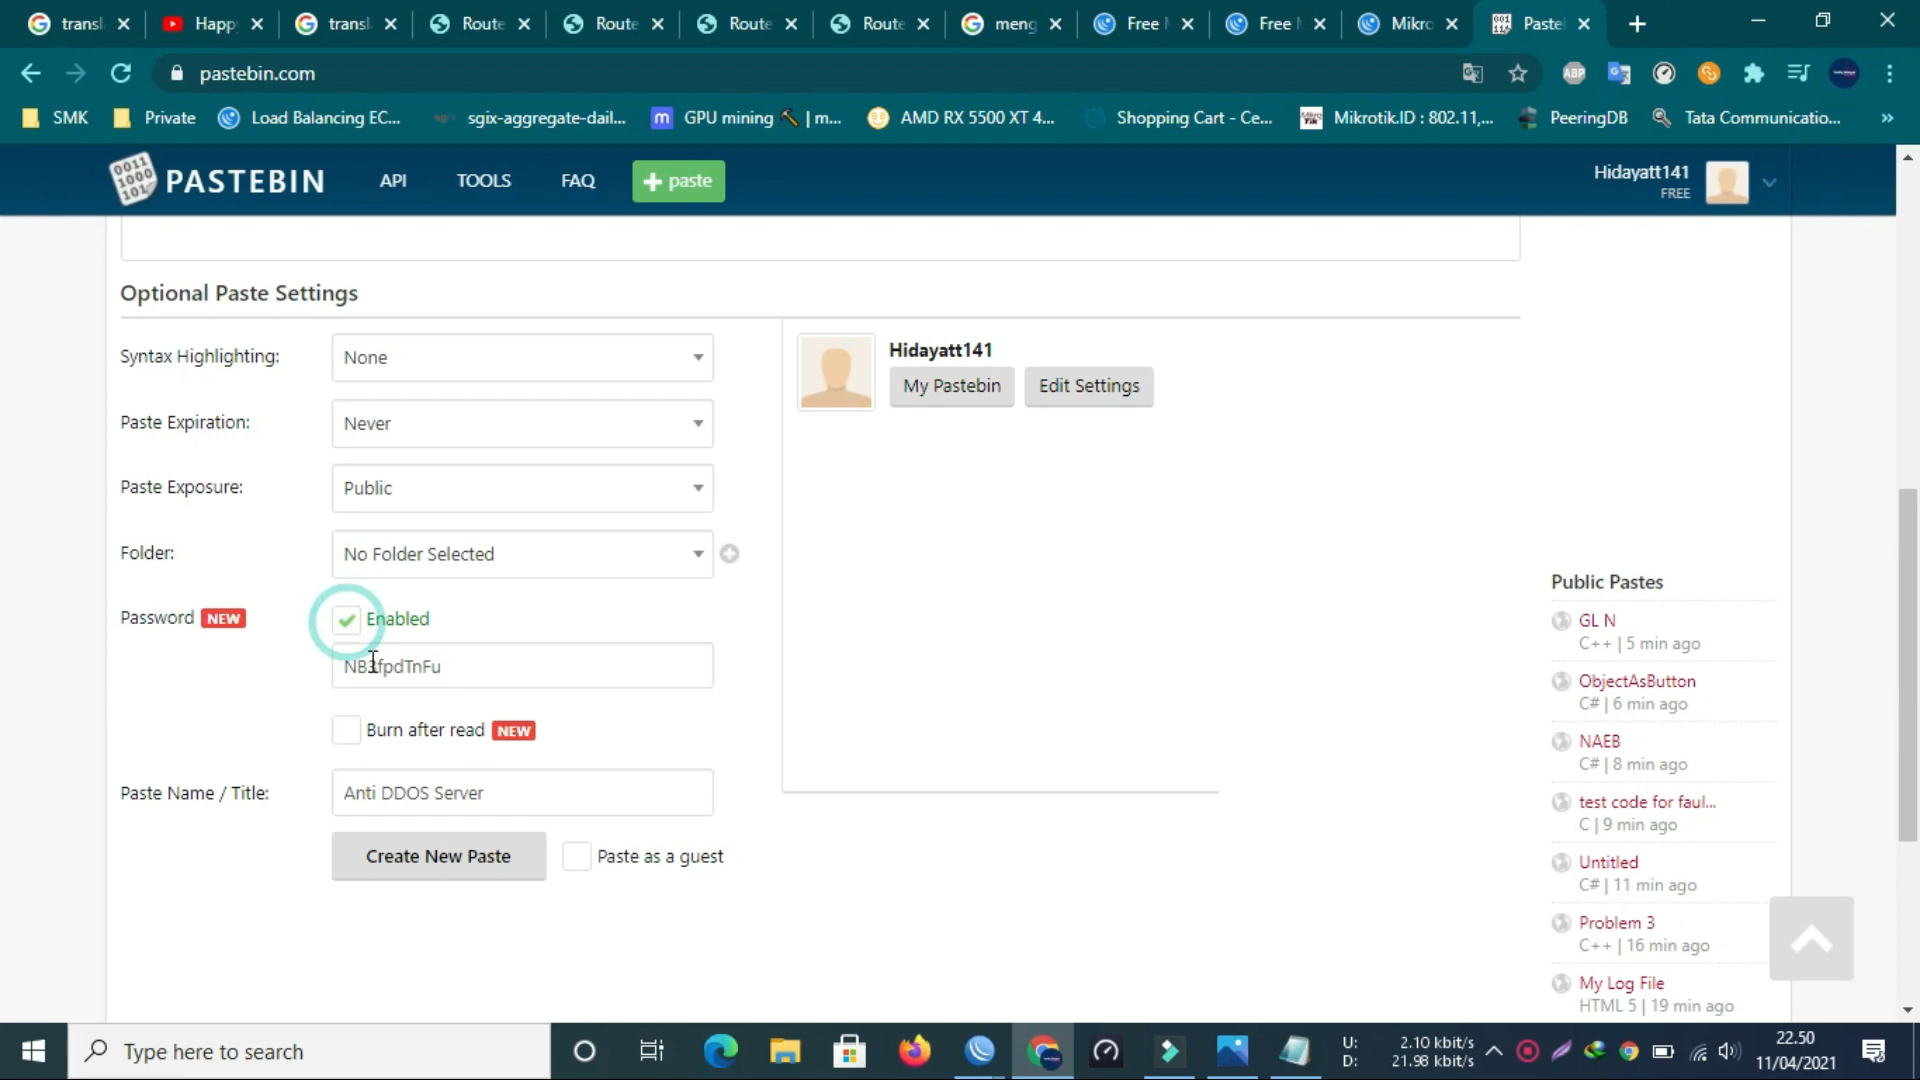 transl
Happy
transl
Route
Route
Route
Route
meng
Free
Free
Mikro
Paste
pastebin.com
SMK
Private
Load Balancing EC...
sgix-aggregate-dail...
GPU mining ⛏ | m...
AMD RX 5500 XT 4...
Shopping Cart - Ce...
Mikrotik.ID : 802.11,...
PeeringDB
Tata Communicatio...
»
PASTEBIN
API
TOOLS
FAQ
+ paste
Hidayatt141
FREE
Optional Paste Settings
Syntax Highlighting:
None
Paste Expiration:
Never
Paste Exposure:
Public
Folder:
No Folder Selected
Password NEW
Enabled
NB3fpdTnFu
Burn after read NEW
Paste Name / Title:
Anti DDOS Server
Create New Paste
Paste as a guest
Hidayatt141
My Pastebin
Edit Settings
Public Pastes
GL N
C++ | 5 min ago
ObjectAsButton
C# | 6 min ago
NAEB
C# | 8 min ago
test code for faul...
C | 9 min ago
Untitled
C# | 11 min ago
Problem 3
C++ | 16 min ago
My Log File
HTML 5 | 19 min ago
Type here to search
U: 2.10 kbit/s
D: 21.98 kbit/s
22.50
11/04/2021